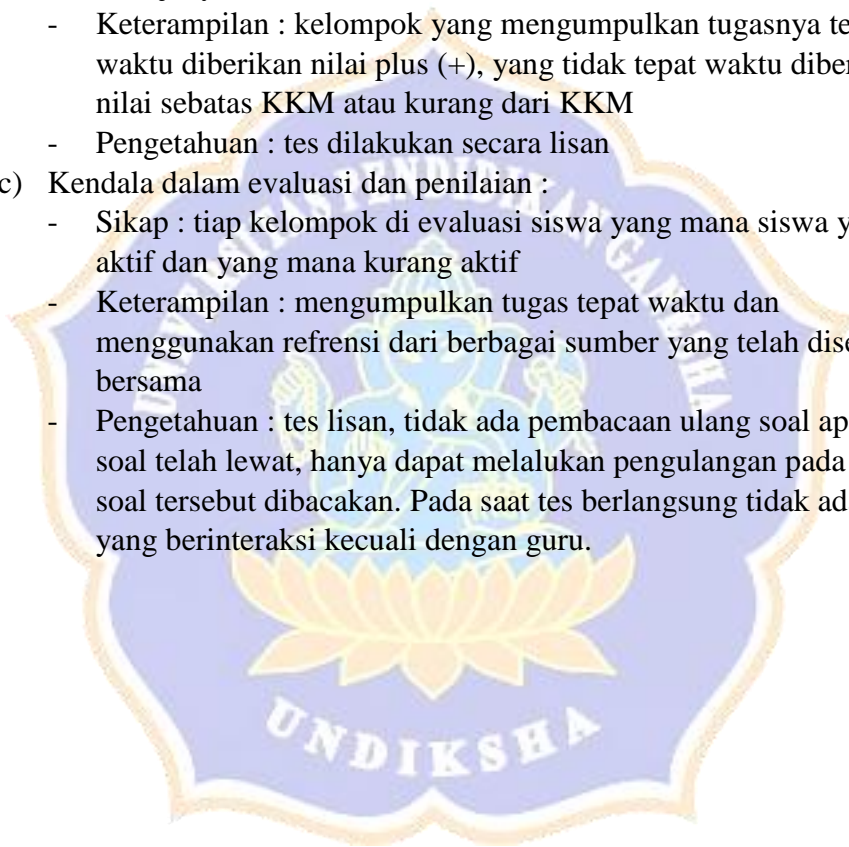 - Keterampilan : kelompok yang mengumpulkan tugasnya te
waktu diberikan nilai plus (+), yang tidak tepat waktu diber
nilai sebatas KKM atau kurang dari KKM
- Pengetahuan : tes dilakukan secara lisan
c) Kendala dalam evaluasi dan penilaian :
- Sikap : tiap kelompok di evaluasi siswa yang mana siswa y
aktif dan yang mana kurang aktif
- Keterampilan : mengumpulkan tugas tepat waktu dan
menggunakan refrensi dari berbagai sumber yang telah dise
bersama
- Pengetahuan : tes lisan, tidak ada pembacaan ulang soal ap
soal telah lewat, hanya dapat melalukan pengulangan pada
soal tersebut dibacakan. Pada saat tes berlangsung tidak ad
yang berinteraksi kecuali dengan guru.
UNIVERSITAS PENDIDIKAN GANESHA
UNDIKSHA